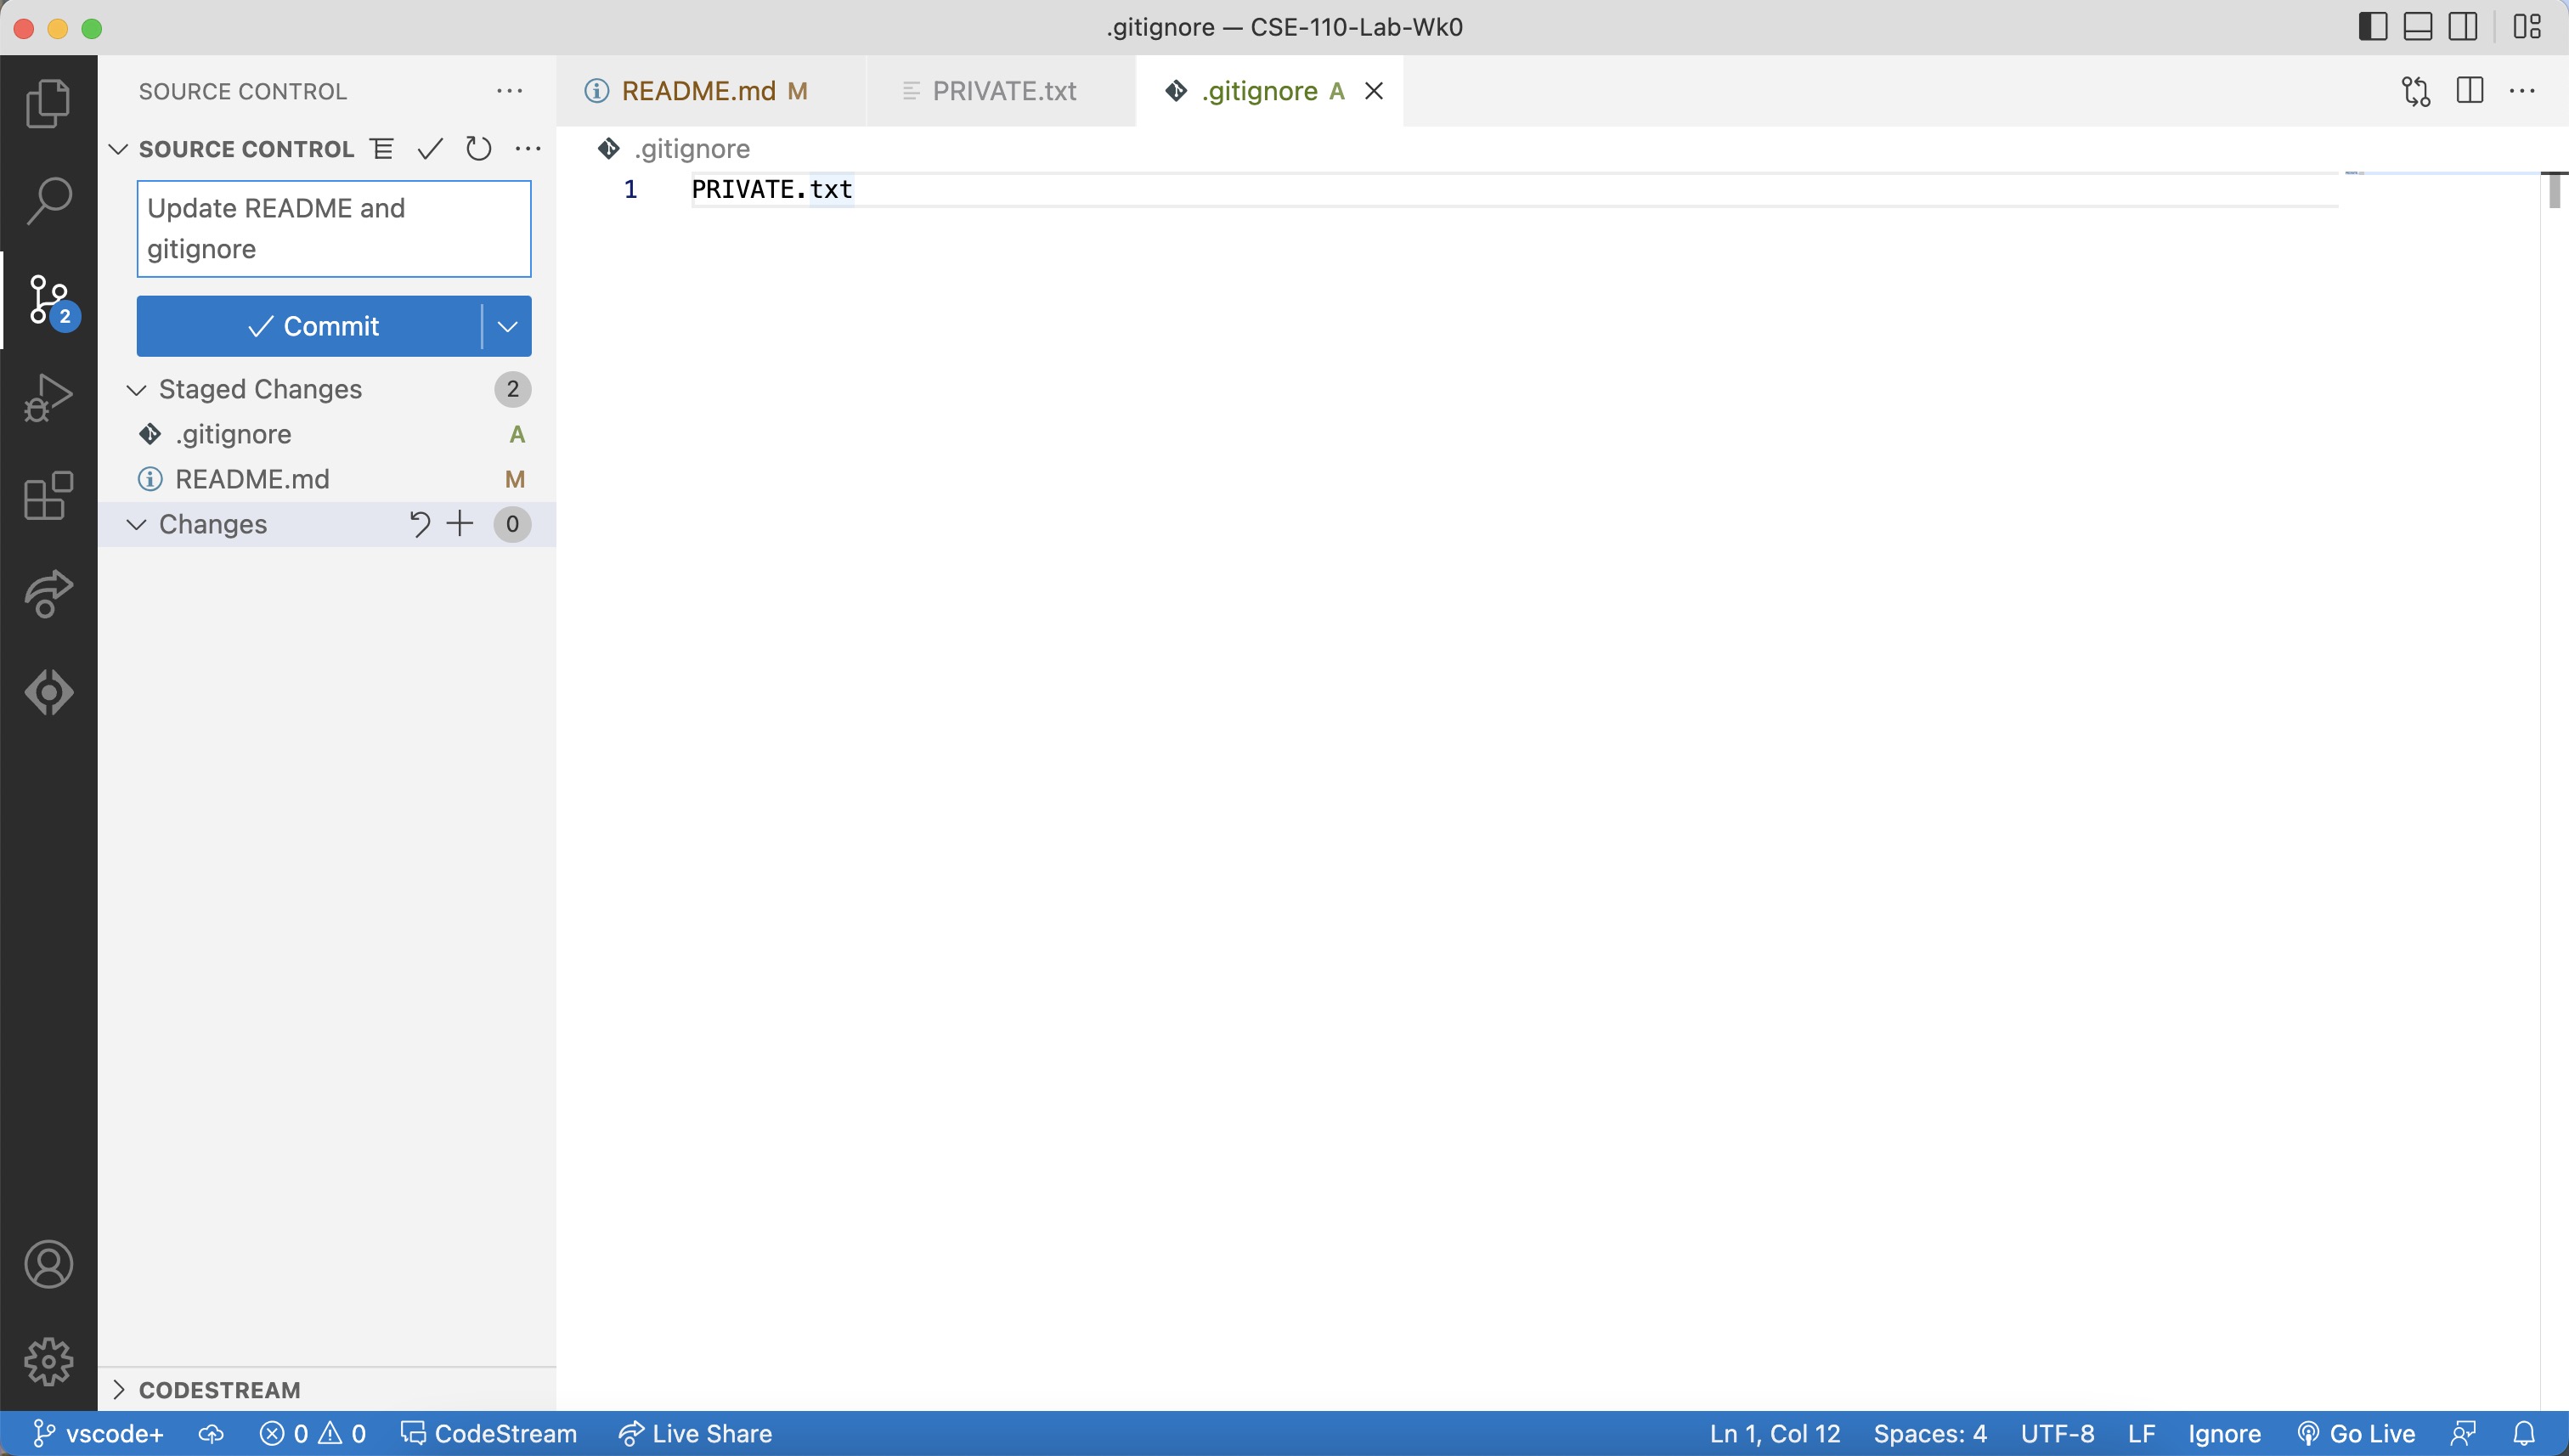 .gitignore — CSE-110-Lab-Wk0
SOURCE CONTROL
README.md M
PRIVATE.txt
.gitignore A
SOURCE CONTROL
.gitignore
Update README and
gitignore
1 PRIVATE.txt
2
Commit
Staged Changes 2
.gitignore A
README.md M
Changes 0
CODESTREAM
vscode+ 0 0 CodeStream Live Share Ln 1, Col 12 Spaces: 4 UTF-8 LF Ignore Go Live